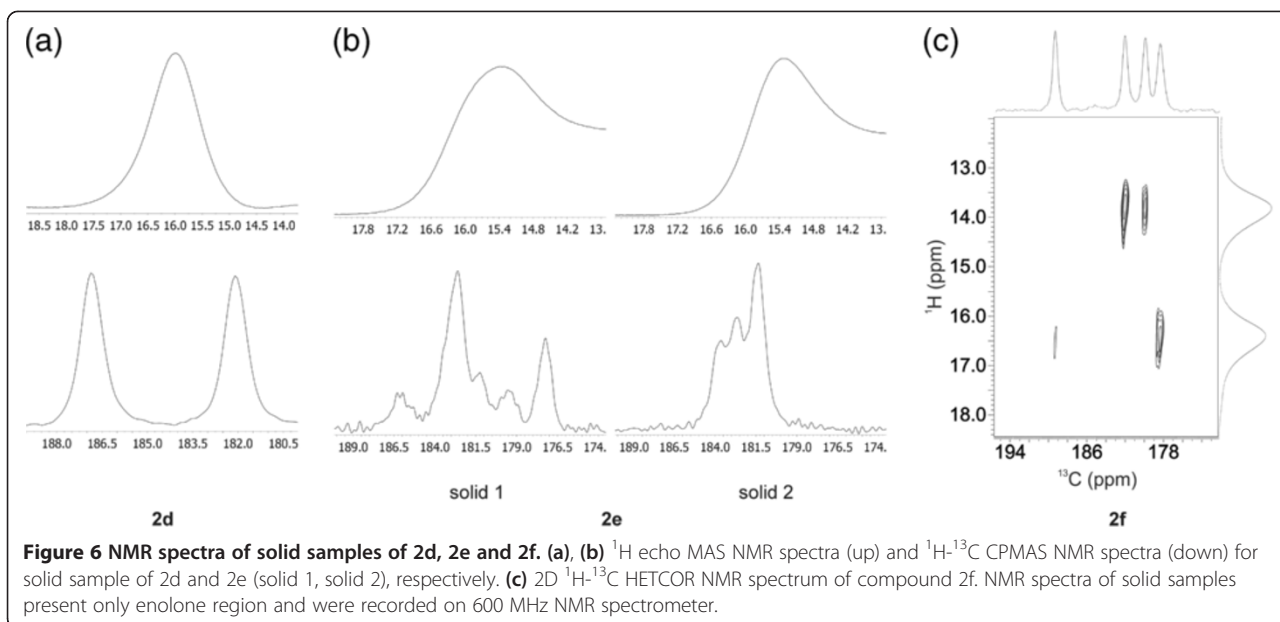 (a) (b) (c)
18.5 18.0 17.5 17.0 16.5 16.0 15.5 15.0 14.5 14.0
17.8 17.2 16.6 16.0 15.4 14.8 14.2 13.
17.8 17.2 16.6 16.0 15.4 14.8 14.2 13.
13.0
14.0
15.0
16.0
17.0
18.0
¹H (ppm)
194 186 178
¹³C (ppm)
188.0 186.5 185.0 183.5 182.0 180.5
189.0 186.5 184.0 181.5 179.0 176.5 174.
189.0 186.5 184.0 181.5 179.0 176.5 174.
solid 1 solid 2
2d 2e 2f
Figure 6 NMR spectra of solid samples of 2d, 2e and 2f. (a), (b) ¹H echo MAS NMR spectra (up) and ¹H-¹³C CPMAS NMR spectra (down) for
solid sample of 2d and 2e (solid 1, solid 2), respectively. (c) 2D ¹H-¹³C HETCOR NMR spectrum of compound 2f. NMR spectra of solid samples
present only enolone region and were recorded on 600 MHz NMR spectrometer.